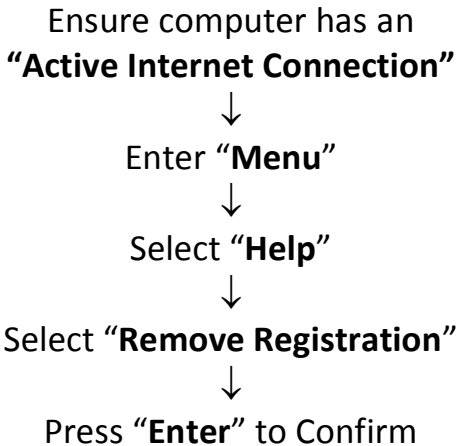 Ensure computer has an
“Active Internet Connection”
↓
Enter “Menu”
↓
Select “Help”
↓
Select “Remove Registration”
↓
Press “Enter” to Confirm